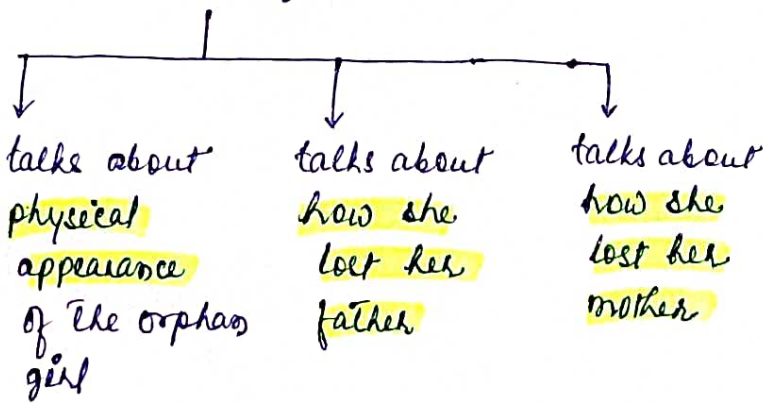 talks about
physical
appearance
of the orphan
girl
talks about
how she
lost her
father
talks about
how she
lost her
mother